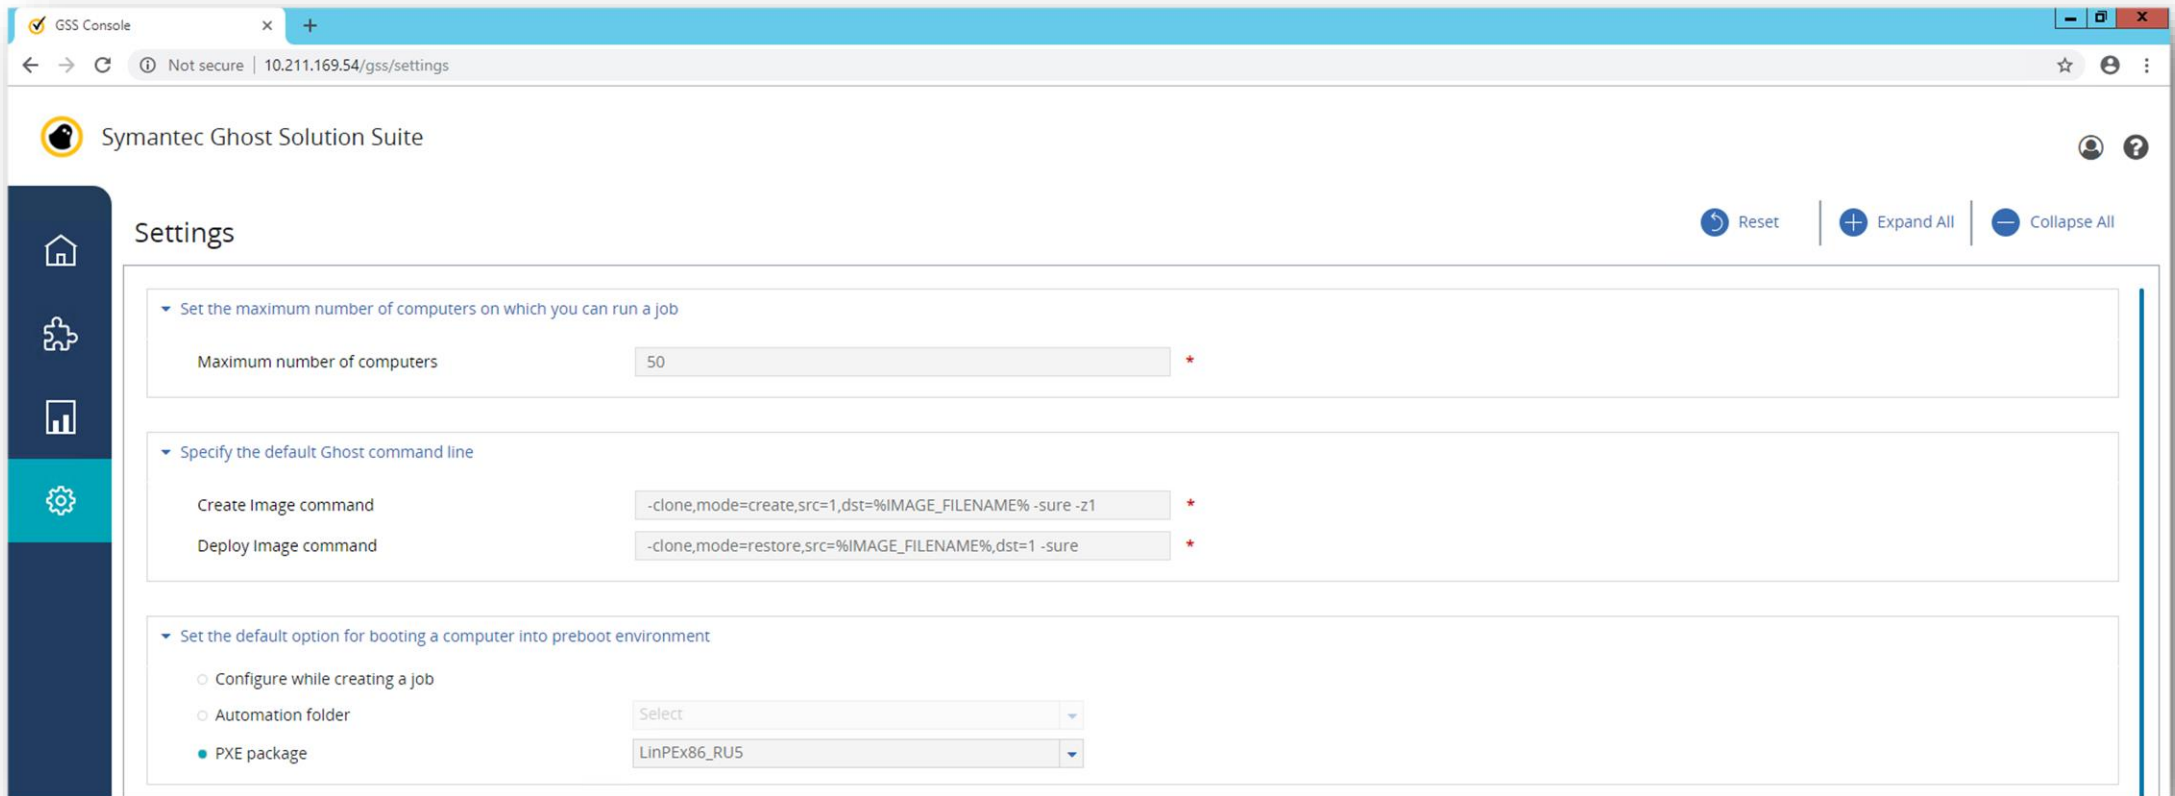 GSS Console
Not secure | 10.211.169.54/gss/settings
Symantec Ghost Solution Suite
Settings
Reset
Expand All
Collapse All
Set the maximum number of computers on which you can run a job
Maximum number of computers 50 *
Specify the default Ghost command line
Create Image command -clone,mode=create,src=1,dst=%IMAGE_FILENAME% -sure -z1 *
Deploy Image command -clone,mode=restore,src=%IMAGE_FILENAME%,dst=1 -sure *
Set the default option for booting a computer into preboot environment
Configure while creating a job
Automation folder Select
PXE package LinPEx86_RU5